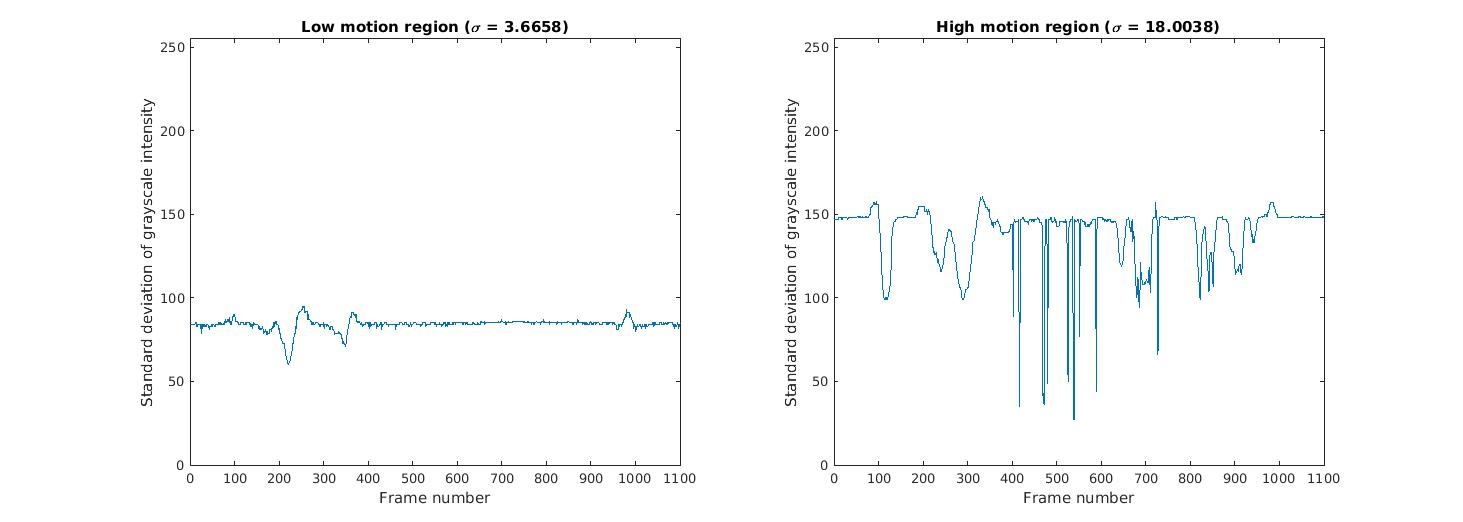 Low motion region (σ = 3.6658)
Standard deviation of grayscale intensity
250
200
150
100
50
0
0 100 200 300 400 500 600 700 800 900 1000 1100
Frame number
High motion region (σ = 18.0038)
Standard deviation of grayscale intensity
250
200
150
100
50
0
0 100 200 300 400 500 600 700 800 900 1000 1100
Frame number